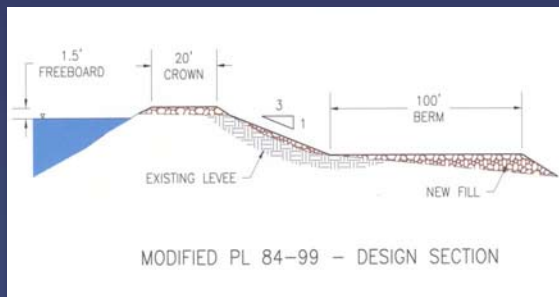 1.5'
FREEBOARD
20'
CROWN
3
1
100'
BERM
EXISTING LEVEE
NEW FILL
MODIFIED PL 84-99 - DESIGN SECTION